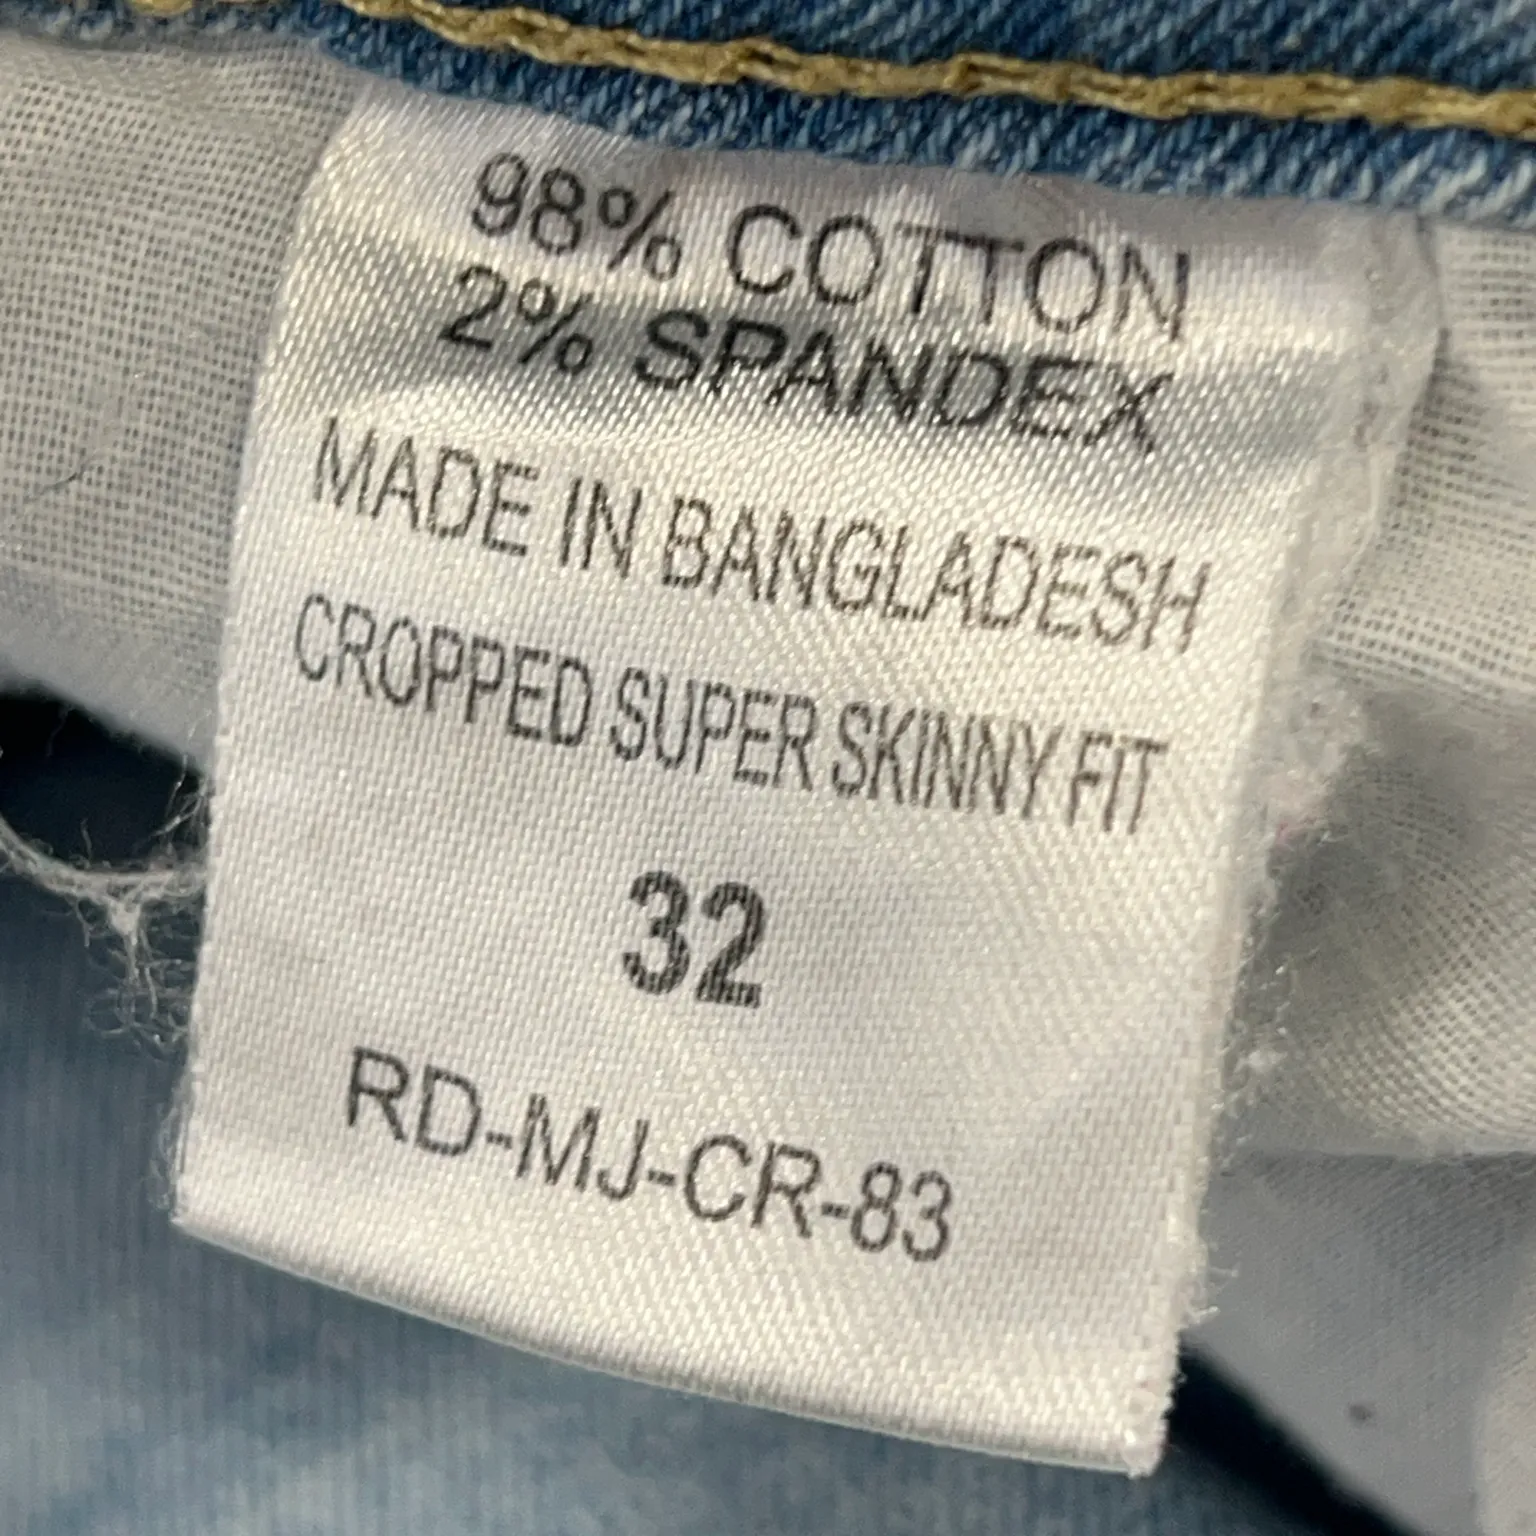 98% COTTON
2% SPANDEX
MADE IN BANGLADESH
CROPPED SUPER SKINNY FIT
32
RD-MJ-CR-83